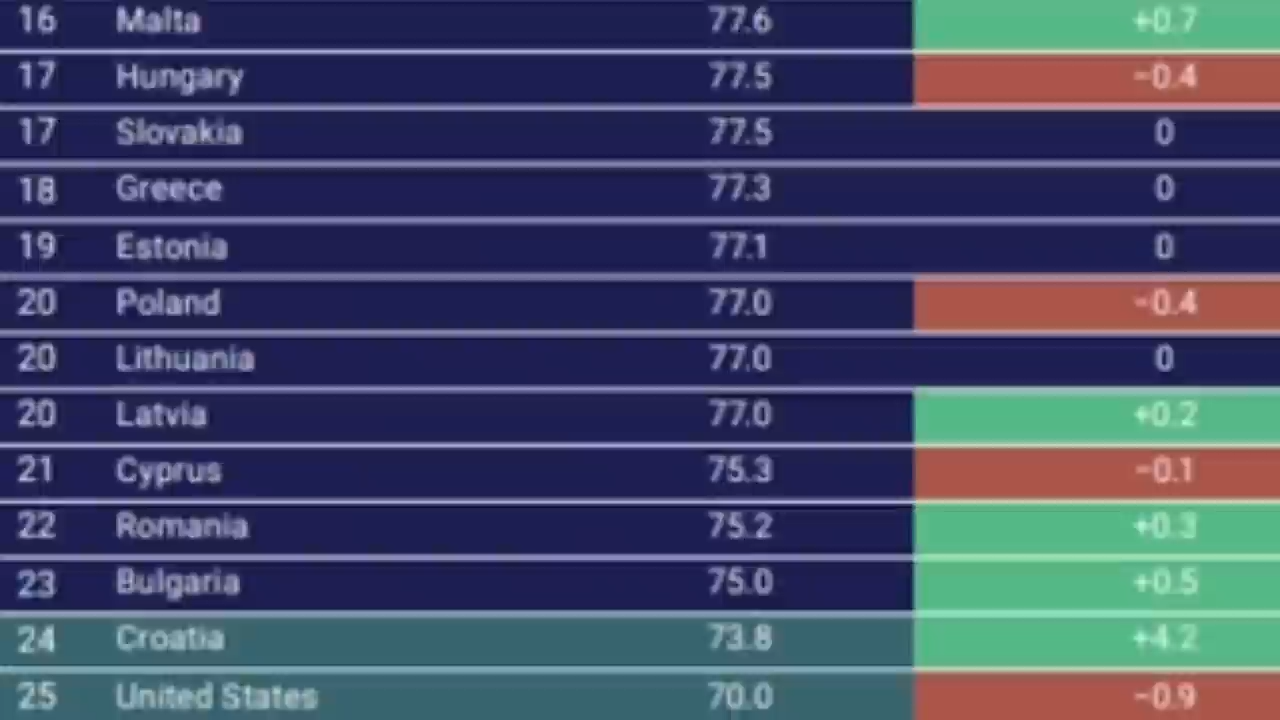 16 Malta 77.6 +0.7
17 Hungary 77.5 -0.4
17 Slovakia 77.5 0
18 Greece 77.3 0
19 Estonia 77.1 0
20 Poland 77.0 -0.4
20 Lithuania 77.0 0
20 Latvia 77.0 +0.2
21 Cyprus 75.3 -0.1
22 Romania 75.2 +0.3
23 Bulgaria 75.0 +0.5
24 Croatia 73.8 +4.2
25 United States 70.0 -0.9